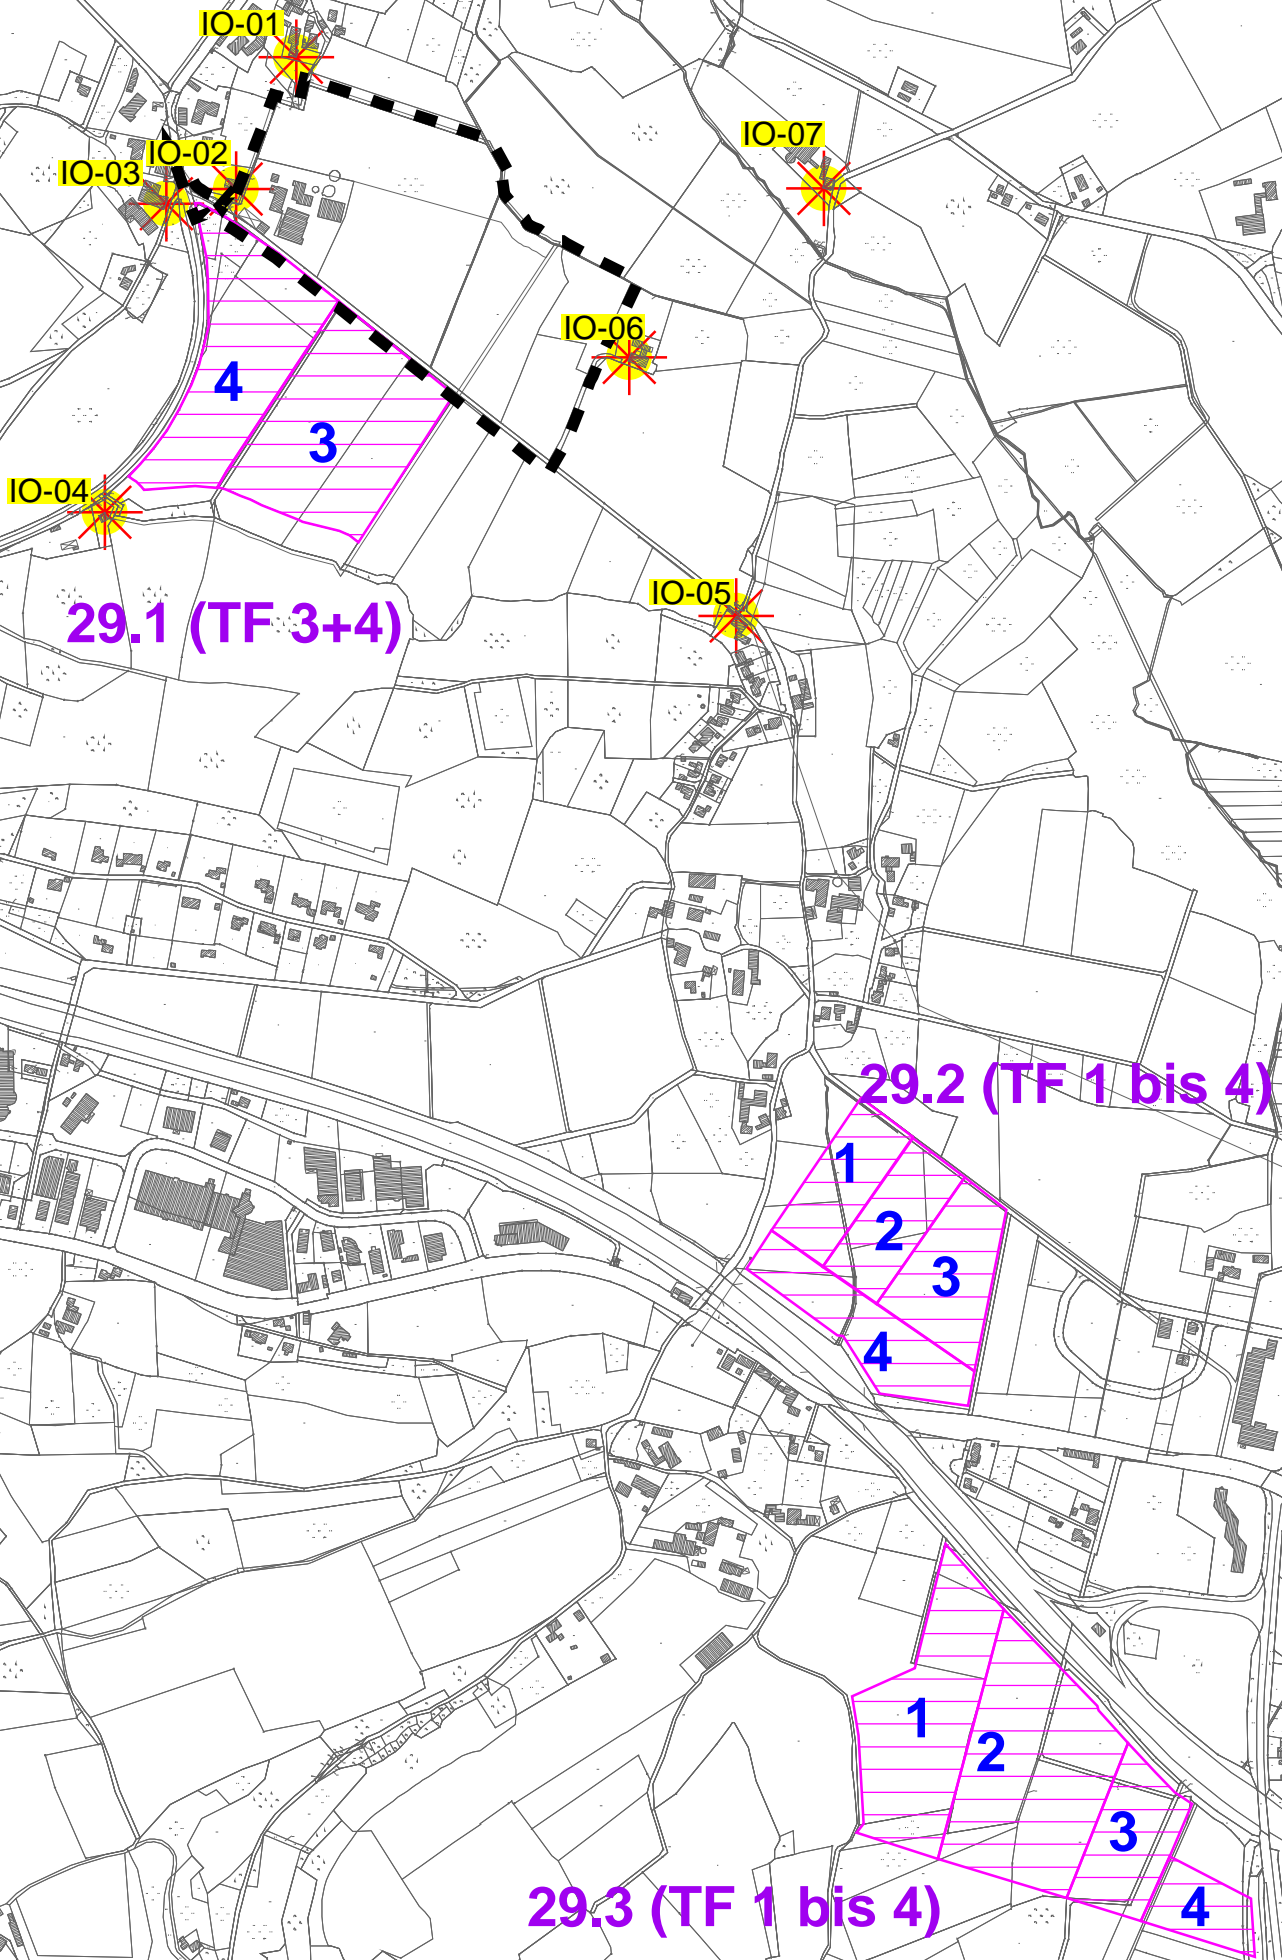 IO-01
IO-07
IO-02
IO-03
IO-06
4
3
IO-04
IO-05
29.1 (TF 3+4)
29.2 (TF 1 bis 4)
1
2
3
4
1
2
3
29.3 (TF 1 bis 4)
4